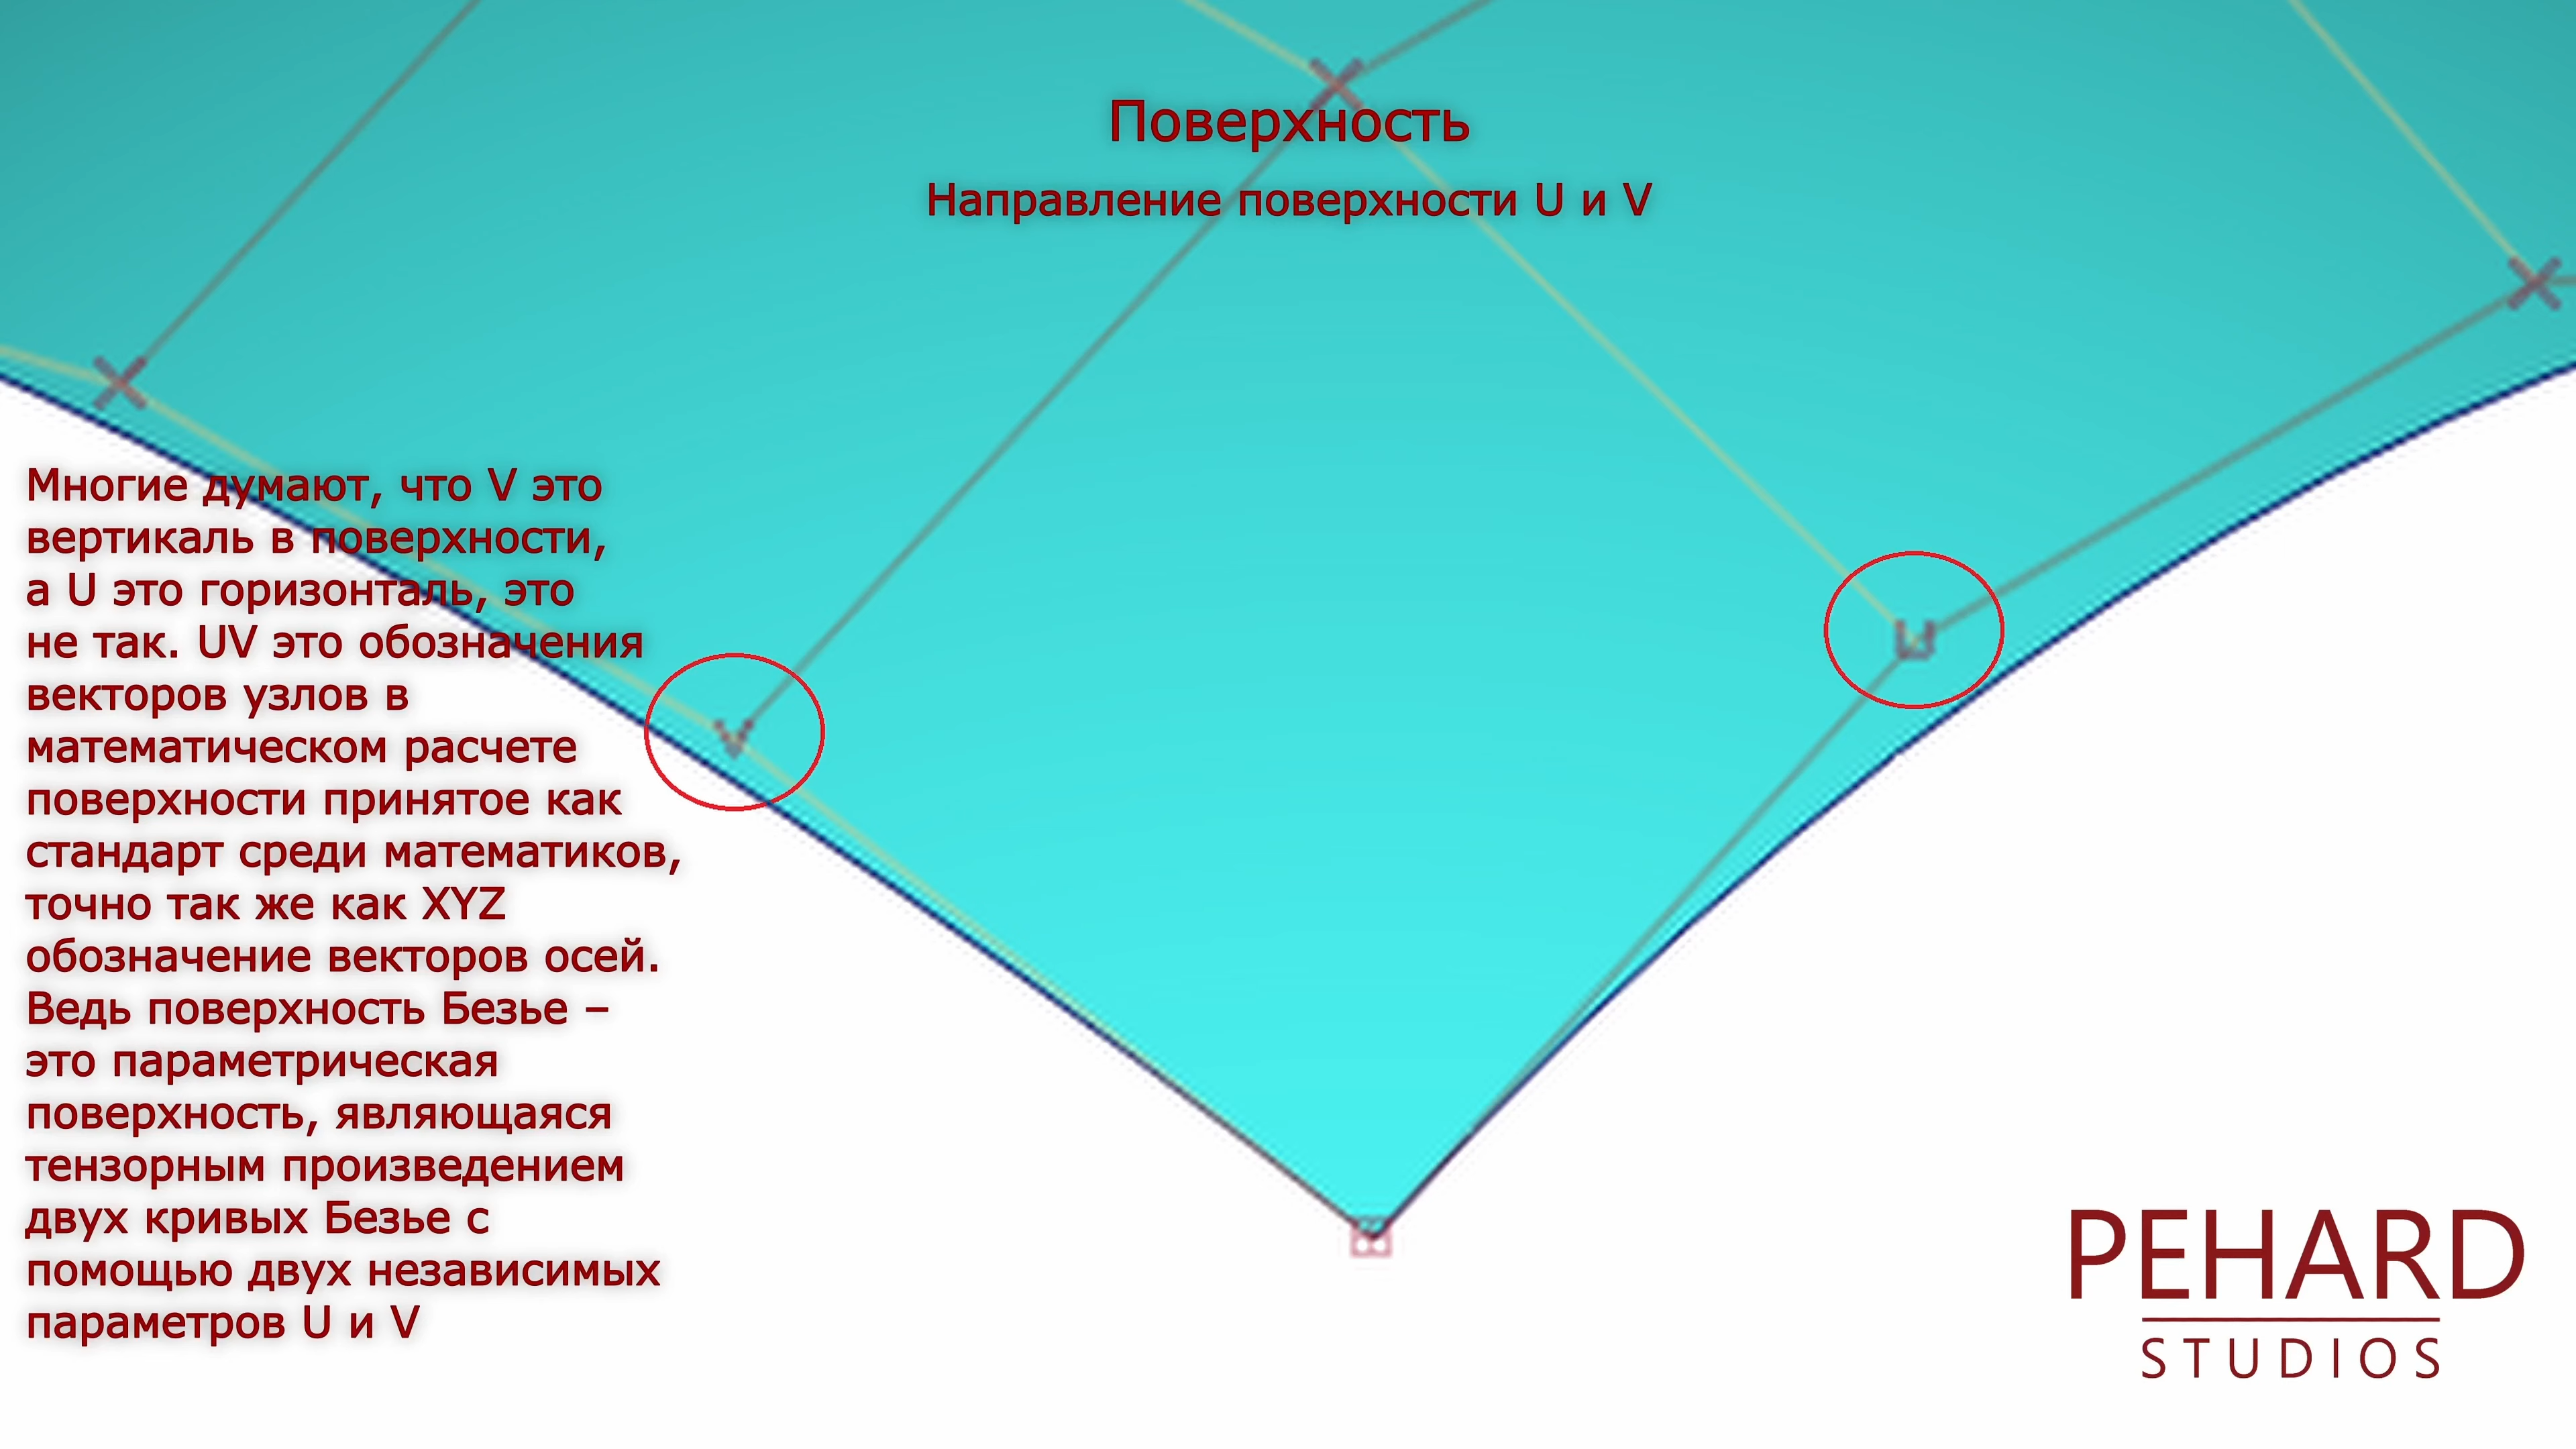 Поверхность
Направление поверхности U и V
Многие думают, что V это
вертикаль в поверхности,
а U это горизонталь, это
не так. UV это обозначения
векторов узлов в
математическом расчете
поверхности принятое как
стандарт среди математиков,
точно так же как XYZ
обозначение векторов осей.
Ведь поверхность Безье –
это параметрическая
поверхность, являющаяся
тензорным произведением
двух кривых Безье с
помощью двух независимых
параметров U и V
V
U
PEHARD
STUDIOS